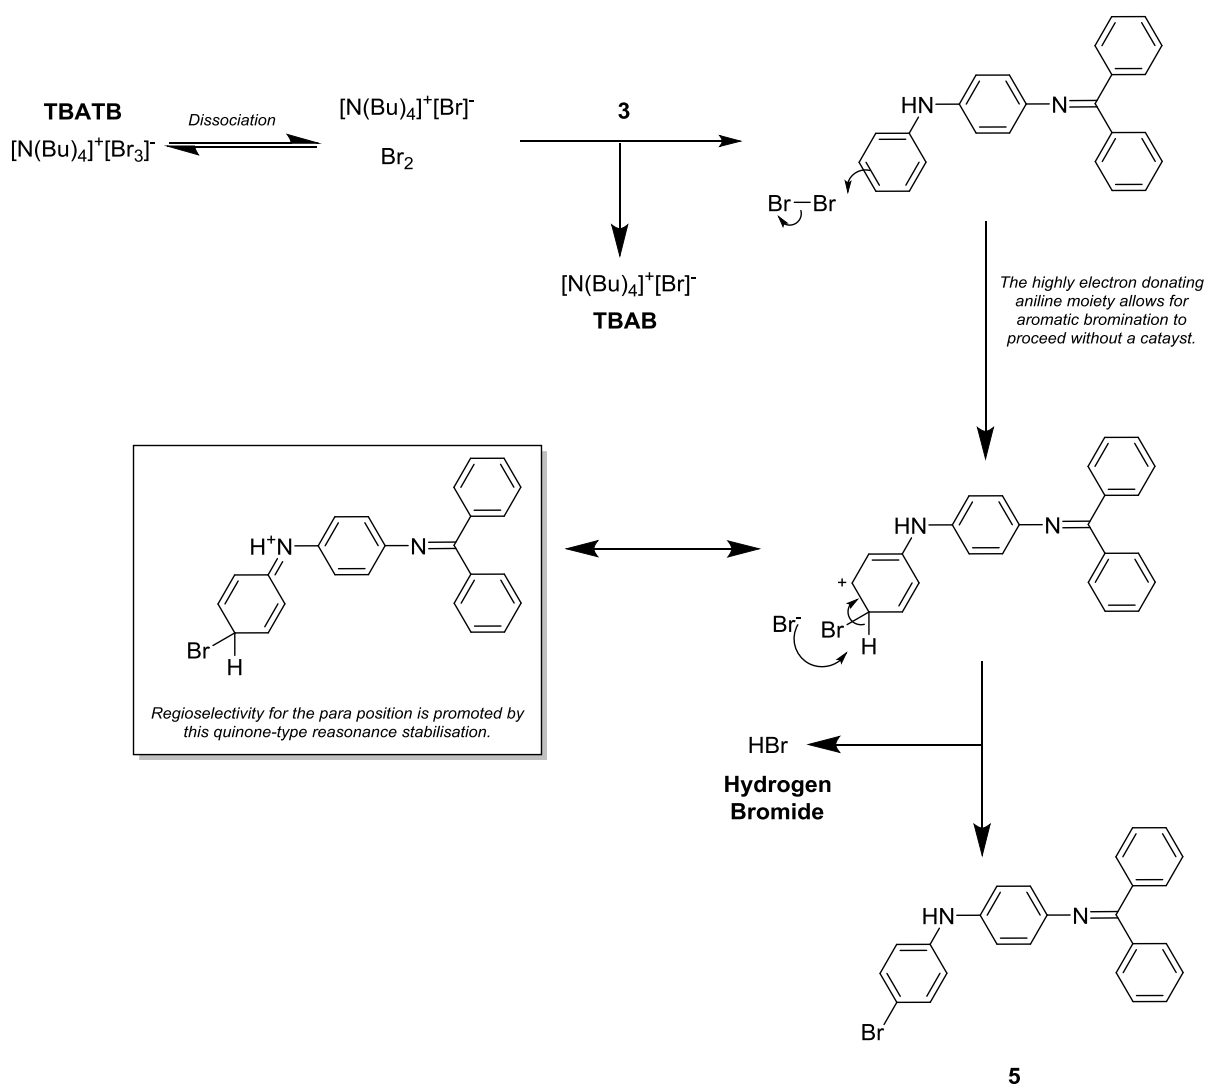 TBATB
[N(Bu)4]+[Br3]-
Dissociation
[N(Bu)4]+[Br]-
Br2
3
[N(Bu)4]+[Br]-
TBAB
HN
N
Br
Br
The highly electron donating
aniline moiety allows for
aromatic bromination to
proceed without a catayst.
H+
N
N
Br
H
Regioselectivity for the para position is promoted by
this quinone-type reasonance stabilisation.
HN
N
+
Br-
Br
H
HBr
Hydrogen
Bromide
HN
N
Br
5